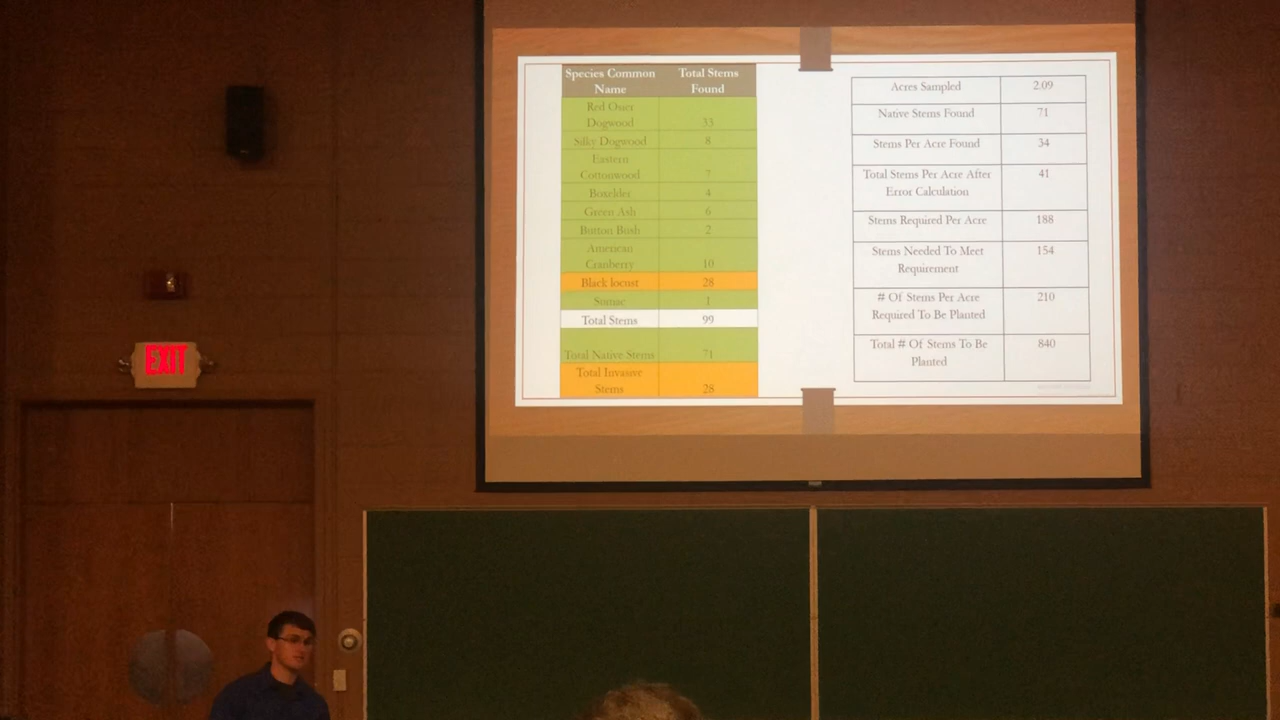 Species Common Total Stems
Name Found
Red Osier
Dogwood 33
Silky Dogwood 8
Eastern
Cottonwood 7
Boxelder 4
Green Ash 6
Button Bush 2
American
Cranberry 10
Black locust 28
Sumac 1
Total Stems 99
Total Native Stems 71
Total Invasive
Stems 28
Acres Sampled 2.09
Native Stems Found 71
Stems Per Acre Found 34
Total Stems Per Acre After 41
Error Calculation
Stems Required Per Acre 188
Stems Needed To Meet 154
Requirement
# Of Stems Per Acre 210
Required To Be Planted
Total # Of Stems To Be 840
Planted
EXIT